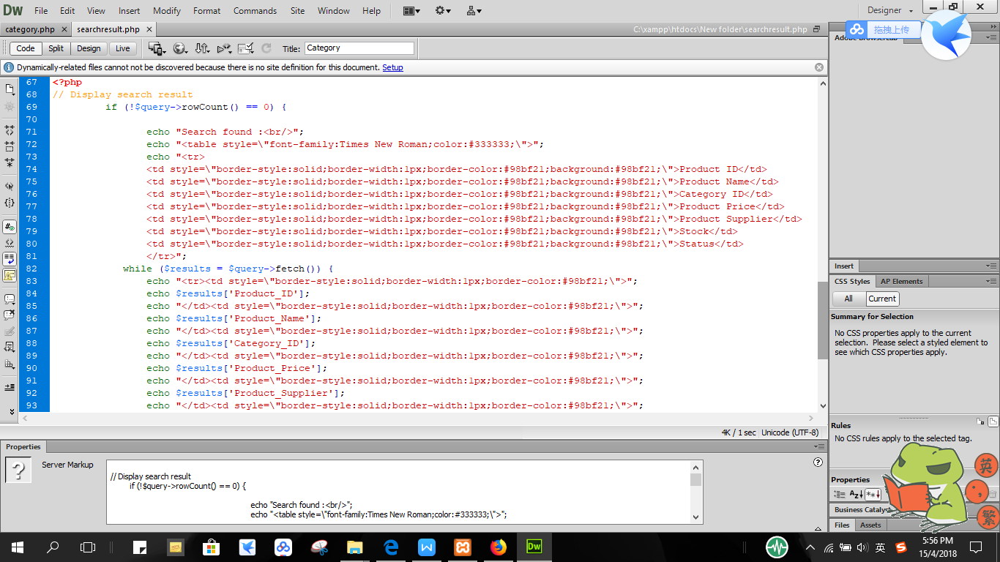 Dw File Edit View Insert Modify Format Commands Site Window Help Designer
category.php searchresult.php C:\xampp\htdocs\New folder\searchresult.php
拖拽上传
Code Split Design Live Title: Category
Dynamically-related files cannot not be discovered because there is no site definition for this document. Setup
67 <?php
68 // Display search result
69 if (!$query->rowCount() == 0) {
70
71 echo "Search found :<br/>";
72 echo "<table style=\"font-family:Times New Roman;color:#333333;\">";
73 echo "<tr>
74 <td style=\"border-style:solid;border-width:1px;border-color:#98bf21;background:#98bf21;\">Product ID</td>
75 <td style=\"border-style:solid;border-width:1px;border-color:#98bf21;background:#98bf21;\">Product Name</td>
76 <td style=\"border-style:solid;border-width:1px;border-color:#98bf21;background:#98bf21;\">Category ID</td>
77 <td style=\"border-style:solid;border-width:1px;border-color:#98bf21;background:#98bf21;\">Product Price</td>
78 <td style=\"border-style:solid;border-width:1px;border-color:#98bf21;background:#98bf21;\">Product Supplier</td>
79 <td style=\"border-style:solid;border-width:1px;border-color:#98bf21;background:#98bf21;\">Stock</td>
80 <td style=\"border-style:solid;border-width:1px;border-color:#98bf21;background:#98bf21;\">Status</td>
81 </tr>";
82 while ($results = $query->fetch()) {
83 echo "<tr><td style=\"border-style:solid;border-width:1px;border-color:#98bf21;\">";
84 echo $results['Product_ID'];
85 echo "</td><td style=\"border-style:solid;border-width:1px;border-color:#98bf21;\">";
86 echo $results['Product_Name'];
87 echo "</td><td style=\"border-style:solid;border-width:1px;border-color:#98bf21;\">";
88 echo $results['Category_ID'];
89 echo "</td><td style=\"border-style:solid;border-width:1px;border-color:#98bf21;\">";
90 echo $results['Product_Price'];
91 echo "</td><td style=\"border-style:solid;border-width:1px;border-color:#98bf21;\">";
92 echo $results['Product_Supplier'];
93 echo "</td><td style=\"border-style:solid;border-width:1px;border-color:#98bf21;\">";
4K / 1 sec Unicode (UTF-8)
Insert
CSS Styles AP Elements
All Current
Summary for Selection
No CSS properties apply to the current
selection. Please select a styled element to
see which CSS properties apply.
Rules
No CSS rules apply to the selected tag.
Properties
Business
Files Assets
英
繁
Properties
Server Markup
// Display search result
if (!$query->rowCount() == 0) {
echo "Search found :<br/>";
echo "<table style=\"font-family:Times New Roman;color:#333333;\">";
Dw
英
5:56 PM
15/4/2018